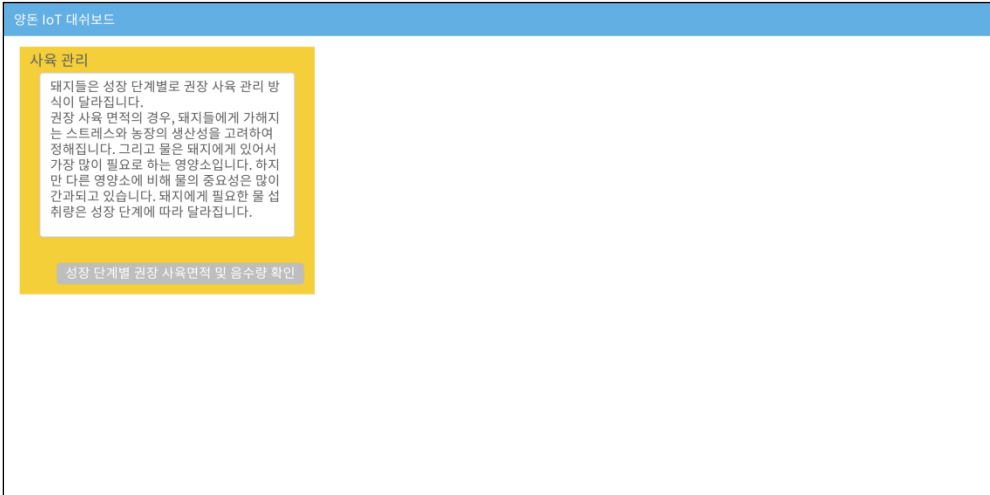 양돈 IoT 대쉬보드
사육 관리
돼지들은 성장 단계별로 권장 사육 관리 방
식이 달라집니다.
권장 사육 면적의 경우, 돼지들에게 가해지
는 스트레스와 농장의 생산성을 고려하여
정해집니다. 그리고 물은 돼지에게 있어서
가장 많이 필요로 하는 영양소입니다. 하지
만 다른 영양소에 비해 물의 중요성은 많이
간과되고 있습니다. 돼지에게 필요한 물 섭
취량은 성장 단계에 따라 달라집니다.
성장 단계별 권장 사육면적 및 음수량 확인